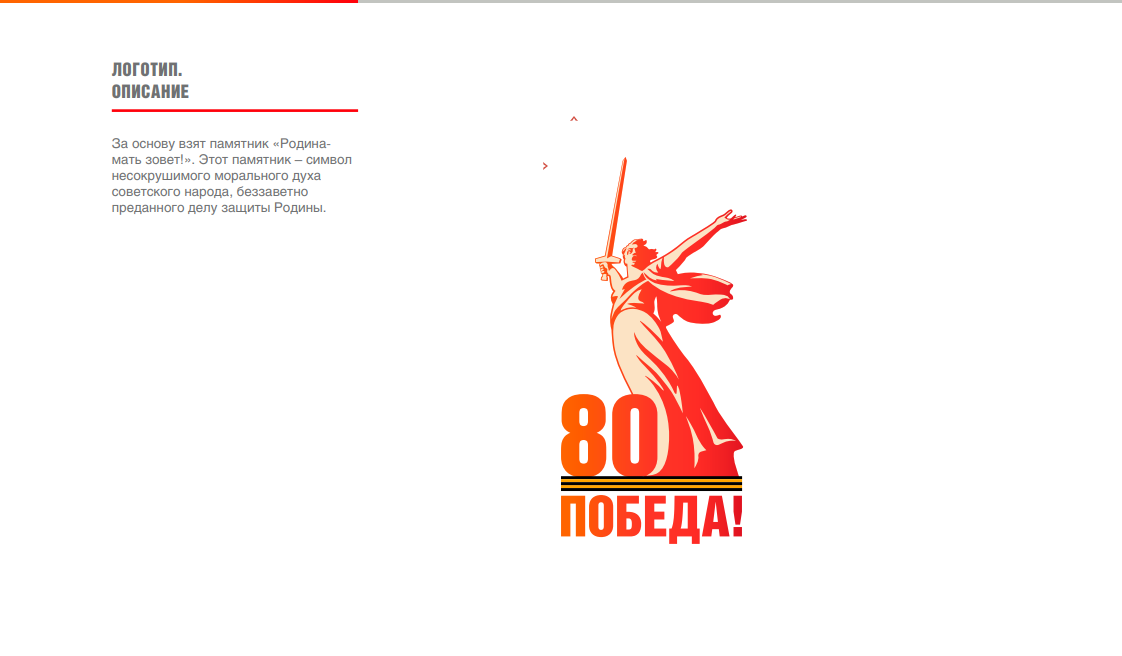 ЛОГОТИП.
ОПИСАНИЕ
За основу взят памятник «Родина-
мать зовет!». Этот памятник – символ
несокрушимого морального духа
советского народа, беззаветно
преданного делу защиты Родины.
80
ПОБЕДА!